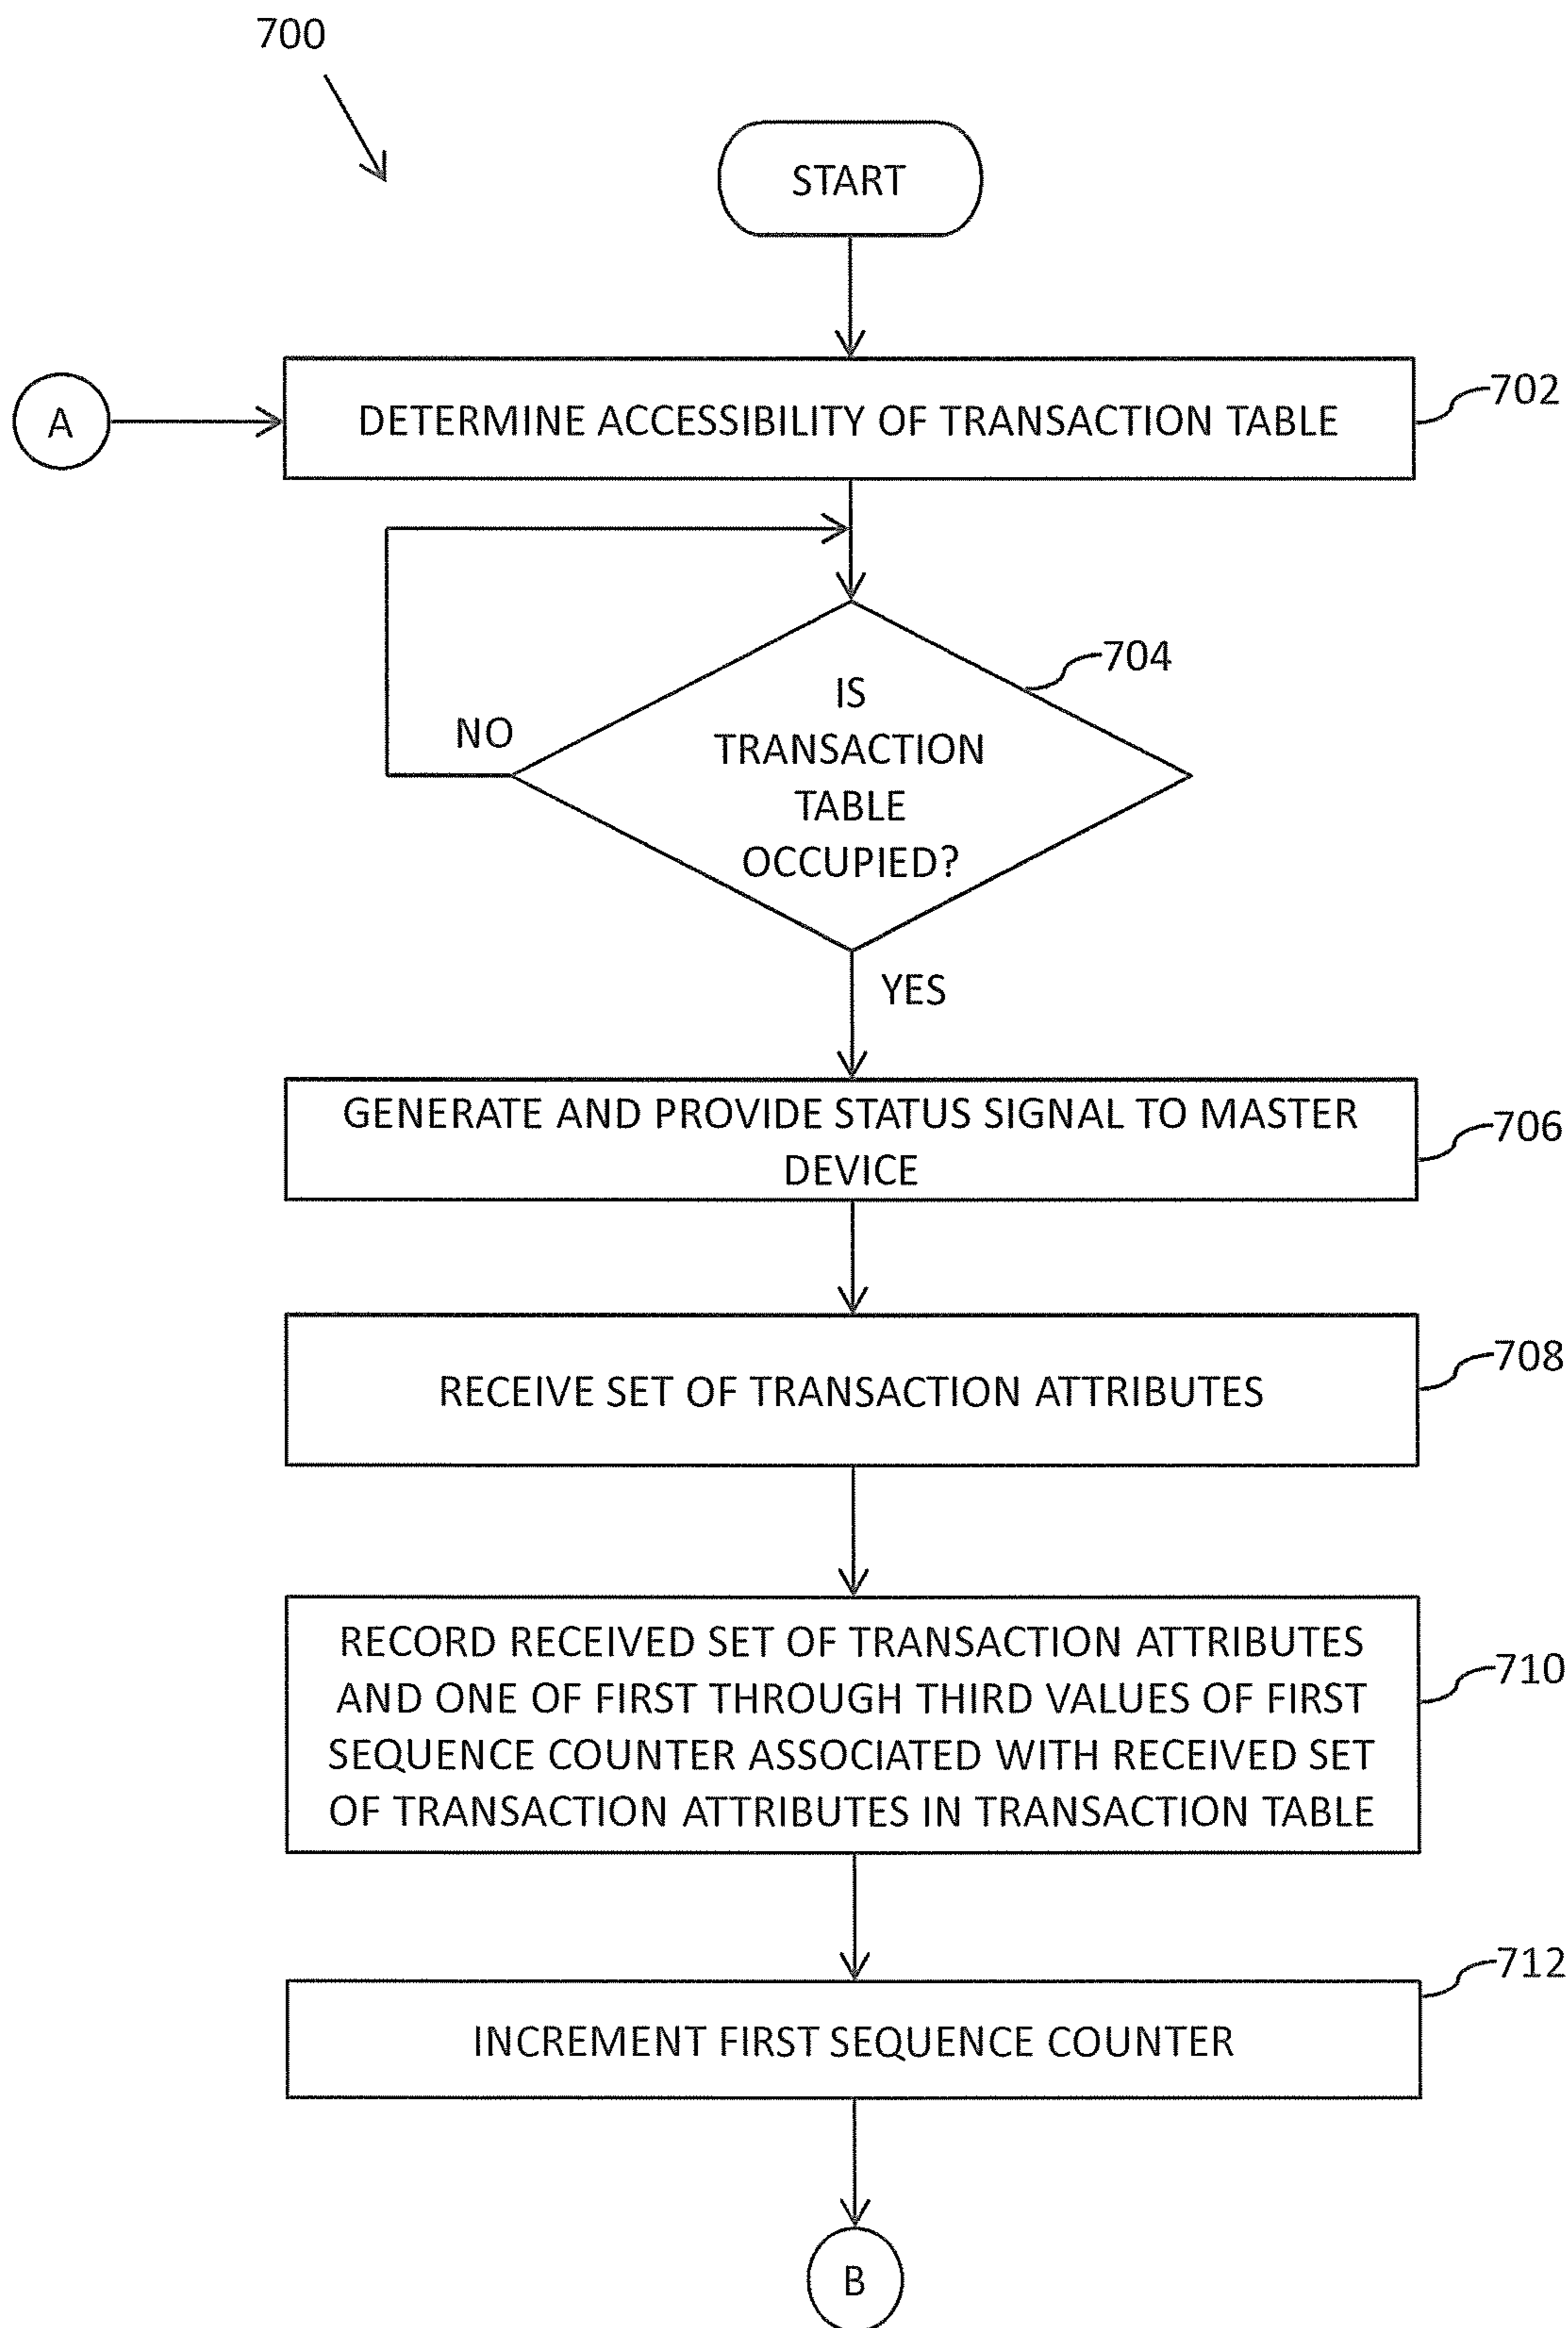 700
START
A
DETERMINE ACCESSIBILITY OF TRANSACTION TABLE
702
704
IS
TRANSACTION
TABLE
OCCUPIED?
NO
YES
GENERATE AND PROVIDE STATUS SIGNAL TO MASTER
DEVICE
706
RECEIVE SET OF TRANSACTION ATTRIBUTES
708
RECORD RECEIVED SET OF TRANSACTION ATTRIBUTES
AND ONE OF FIRST THROUGH THIRD VALUES OF FIRST
SEQUENCE COUNTER ASSOCIATED WITH RECEIVED SET
OF TRANSACTION ATTRIBUTES IN TRANSACTION TABLE
710
INCREMENT FIRST SEQUENCE COUNTER
712
B